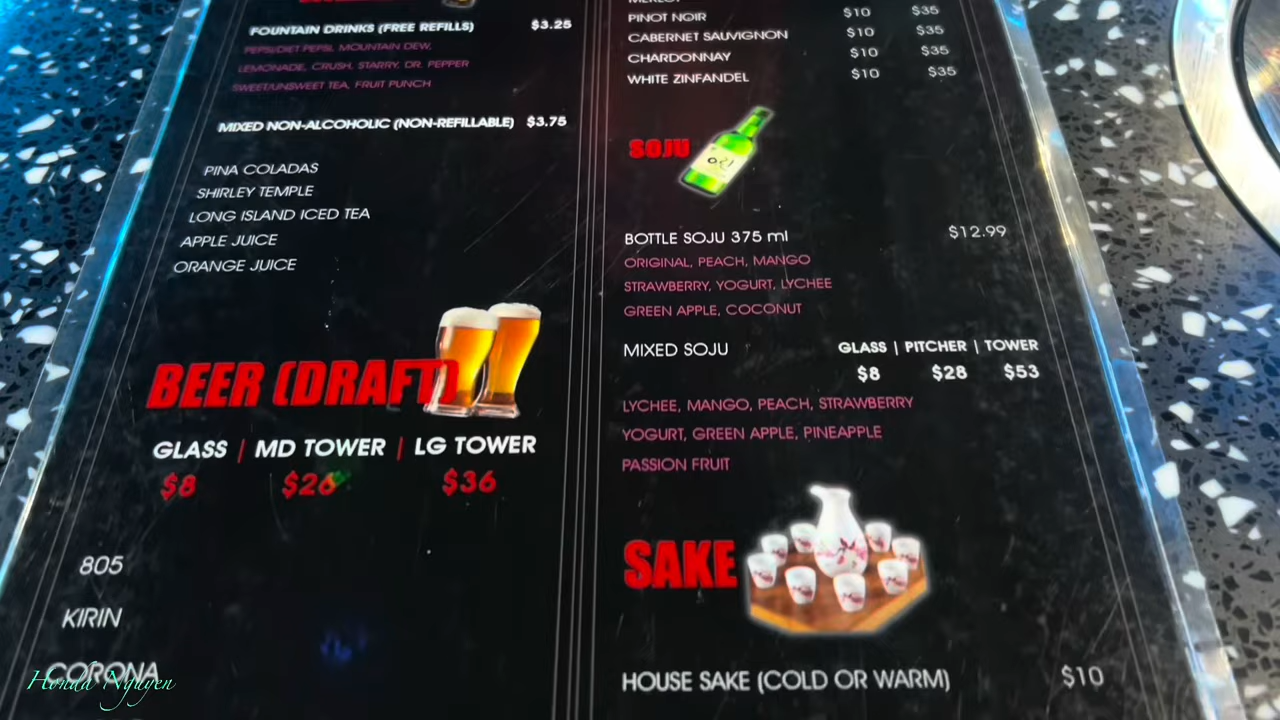 FOUNTAIN DRINKS (FREE REFILLS) $3.25
PEPSI/DIET PEPSI, MOUNTAIN DEW,
LEMONADE, CRUSH, STARRY, DR. PEPPER
SWEET/UNSWEET TEA, FRUIT PUNCH
MIXED NON-ALCOHOLIC (NON-REFILLABLE) $3.75
PINA COLADAS
SHIRLEY TEMPLE
LONG ISLAND ICED TEA
APPLE JUICE
ORANGE JUICE
BEER (DRAFT)
GLASS | MD TOWER | LG TOWER
$8 $26 $36
805
KIRIN
CORONA
Honda Nguyen
MERLOT
PINOT NOIR $10 $35
CABERNET SAUVIGNON $10 $35
CHARDONNAY $10 $35
WHITE ZINFANDEL $10 $35
SOJU
BOTTLE SOJU 375 ml $12.99
ORIGINAL, PEACH, MANGO
STRAWBERRY, YOGURT, LYCHEE
GREEN APPLE, COCONUT
MIXED SOJU GLASS | PITCHER | TOWER
$8 $28 $53
LYCHEE, MANGO, PEACH, STRAWBERRY
YOGURT, GREEN APPLE, PINEAPPLE
PASSION FRUIT
SAKE
HOUSE SAKE (COLD OR WARM) $10